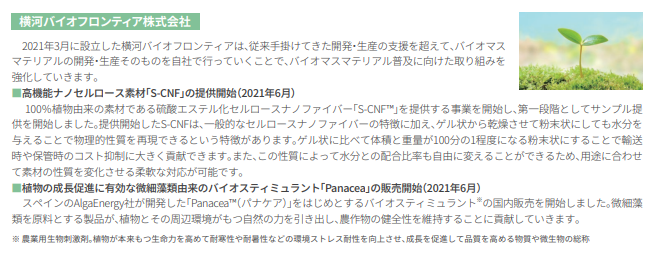 横河バイオフロンティア株式会社
2021年3月に設立した横河バイオフロンティアは、従来手掛けてきた開発・生産の支援を超えて、バイオマス
マテリアルの開発・生産そのものを自社で行っていくことで、バイオマスマテリアル普及に向けた取り組みを
強化していきます。
■高機能ナノセルロース素材「S-CNF」の提供開始（2021年6月）
100%植物由来の素材である硫酸エステル化セルロースナノファイバー「S-CNF™」を提供する事業を開始し、第一段階としてサンプル提
供を開始しました。提供開始したS-CNFは、一般的なセルロースナノファイバーの特徴に加え、ゲル状から乾燥させて粉末状にしても水分を
与えることで物理的性質を再現できるという特徴があります。ゲル状に比べて体積と重量が100分の1程度になる粉末状にすることで輸送
時や保管時のコスト抑制に大きく貢献できます。また、この性質によって水分との配合比率も自由に変えることができるため、用途に合わせ
て素材の性質を変化させる柔軟な対応が可能です。
■植物の成長促進に有効な微細藻類由来のバイオスティミュラント「Panacea」の販売開始（2021年6月）
スペインのAlgaEnergy社が開発した「Panacea™（パナケア）」をはじめとするバイオスティミュラント※の国内販売を開始しました。微細藻
類を原料とする製品が、植物とその周辺環境がもつ自然の力を引き出し、農作物の健全性を維持することに貢献していきます。
※ 農業用生物刺激剤。植物が本来もつ生命力を高めて耐寒性や耐暑性などの環境ストレス耐性を向上させ、成長を促進して品質を高める物質や微生物の総称